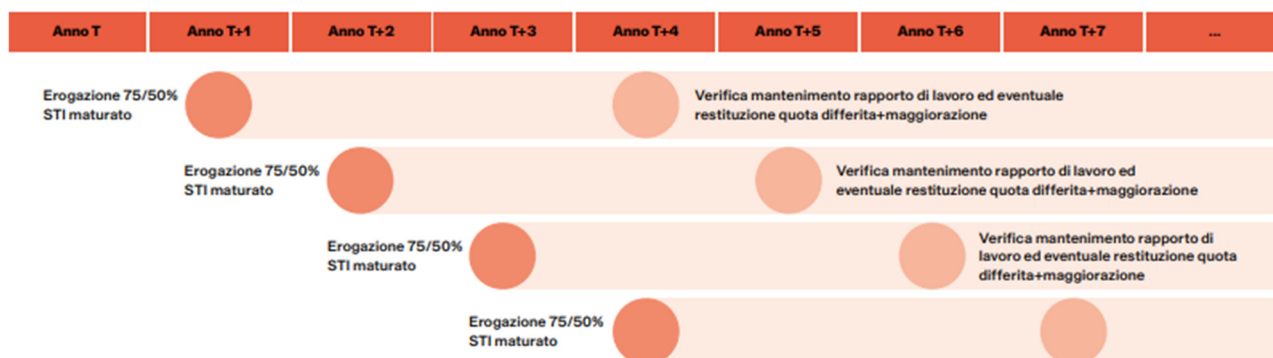 Anno T Anno T+1 Anno T+2 Anno T+3 Anno T+4 Anno T+5 Anno T+6 Anno T+7 ...
Erogazione 75/50%
STI maturato
Verifica mantenimento rapporto di lavoro ed eventuale
restituzione quota differita+maggiorazione
Erogazione 75/50%
STI maturato
Verifica mantenimento rapporto di lavoro ed
eventuale restituzione quota differita+maggiorazione
Erogazione 75/50%
STI maturato
Verifica mantenimento rapporto di
lavoro ed eventuale restituzione quota
differita+maggiorazione
Erogazione 75/50%
STI maturato